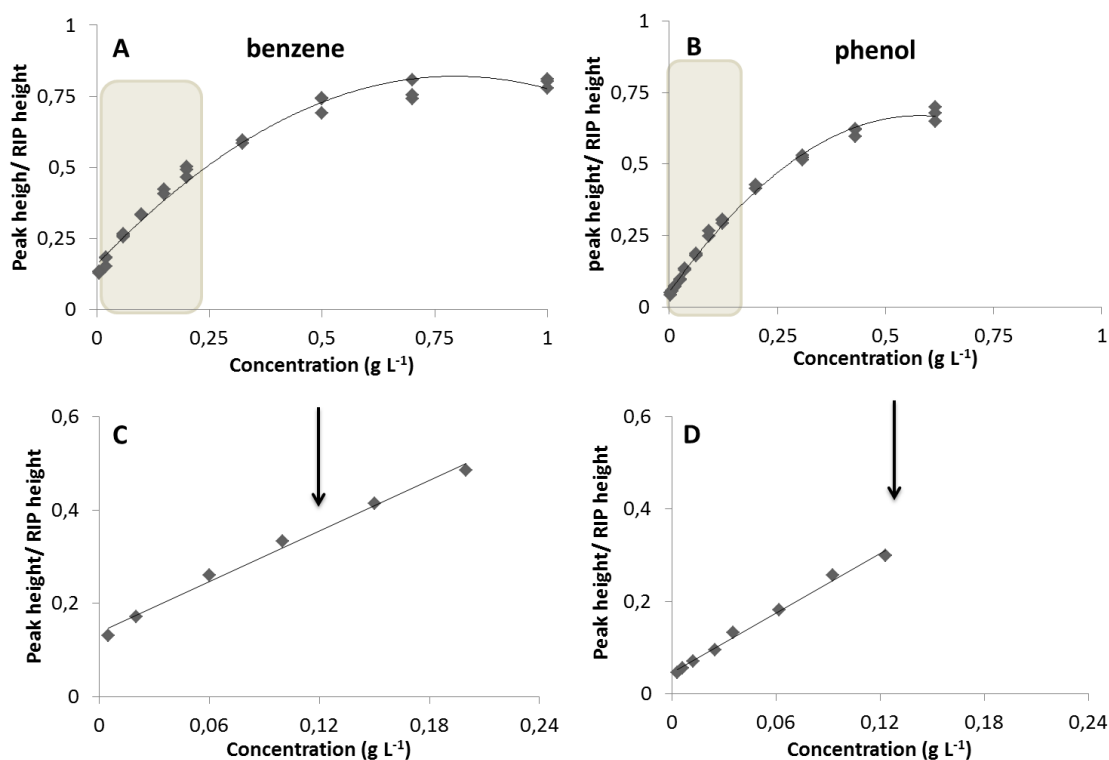 A
benzene
Peak heigh/ RIP height
1
0,75
0,5
0,25
0
0
0,25
0,5
0,75
1
Concentration (g L-1)
B
phenol
peak height/ RIP height
1
0,75
0,5
0,25
0
0
0,25
0,5
0,75
1
Concentration (g L-1)
C
Peak height/ RIP height
0,6
0,4
0,2
0
0
0,06
0,12
0,18
0,24
Concentration (g L-1)
D
Peak height/ RIP height
0,6
0,4
0,2
0
0
0,06
0,12
0,18
0,24
Concentration (g L-1)